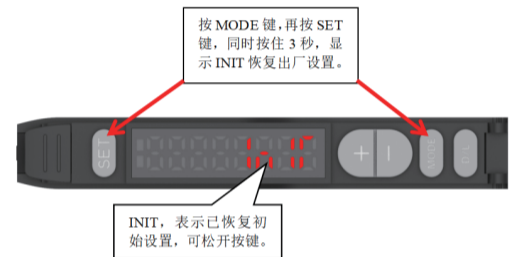 按 MODE 键，再按 SET
键，同时按住 3 秒，显
示 INIT 恢复出厂设置。
SET
INIT
+
-
MODE
D/L
INIT，表示已恢复初
始设置，可松开按键。